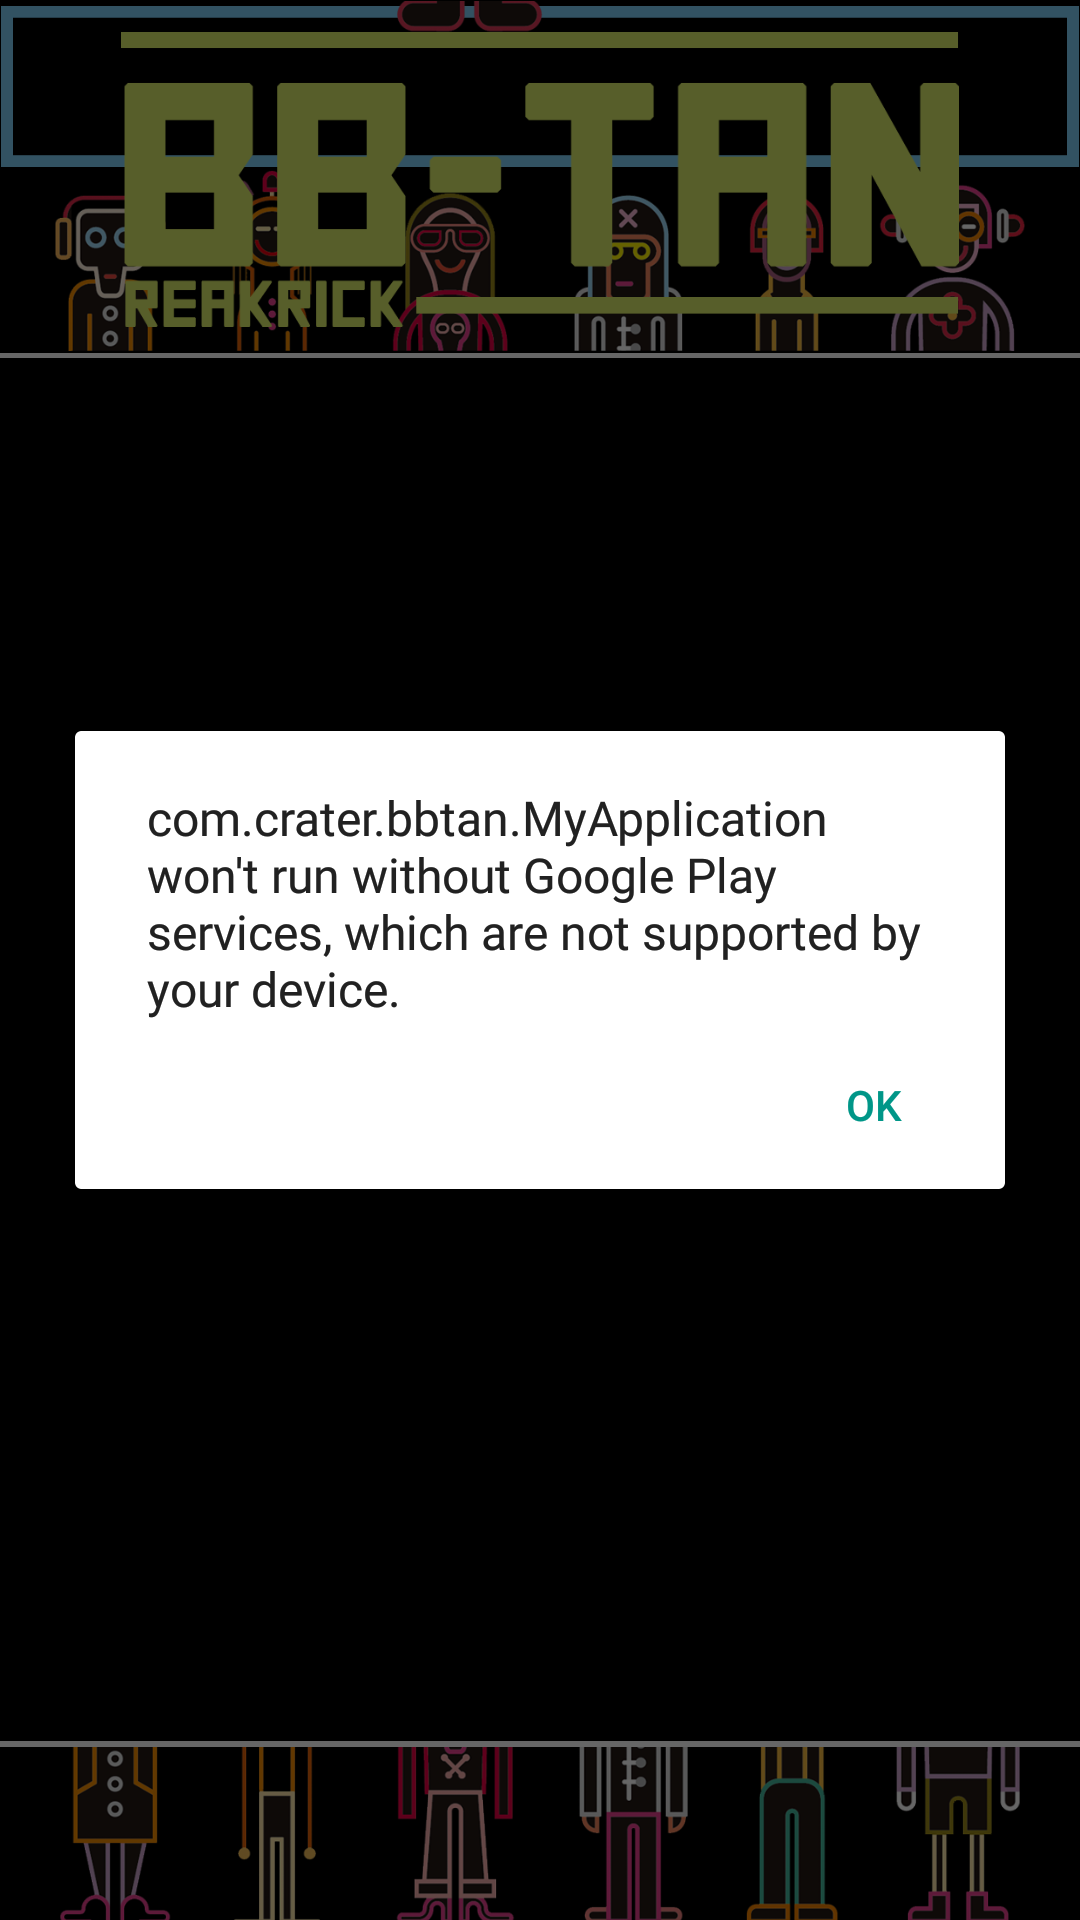 BB-TAN
REAKRICK
com.crater.bbtan.MyApplication
won't run without Google Play
services, which are not supported by
your device.
OK